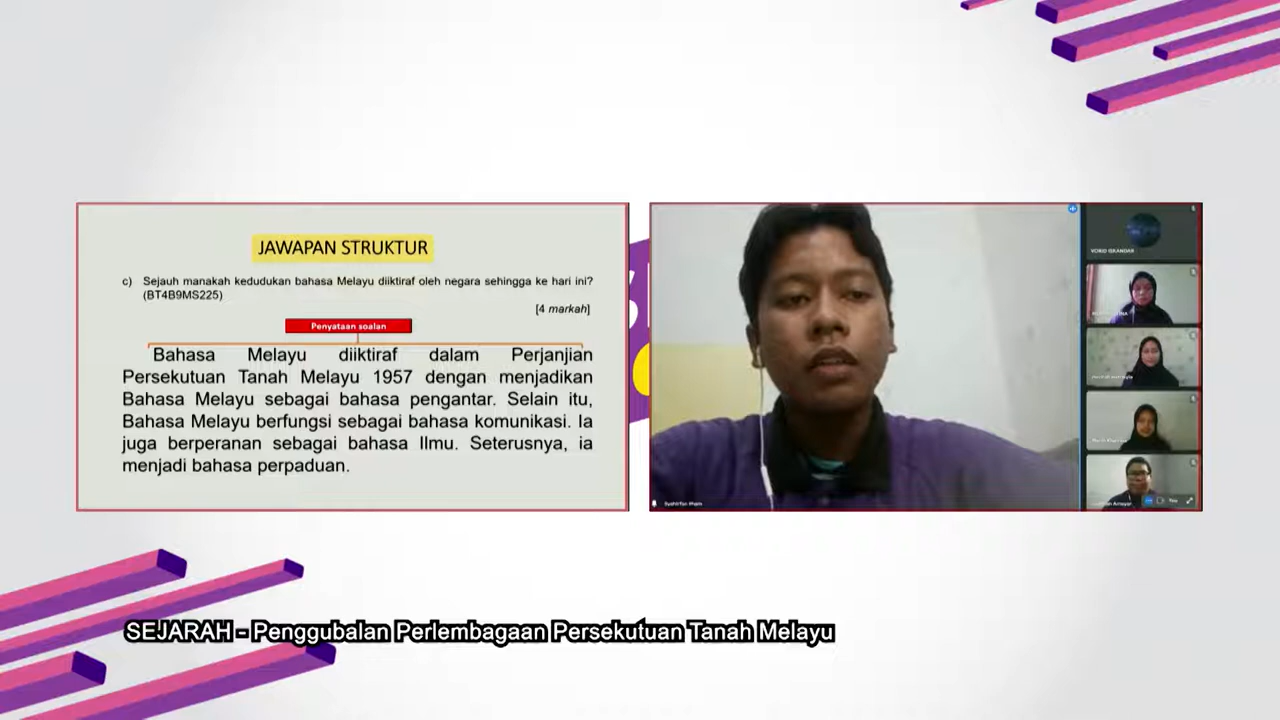 JAWAPAN STRUKTUR
c) Sejauh manakah kedudukan bahasa Melayu diiktiraf oleh negara sehingga ke hari ini?
(BT4B9MS225)
[4 markah]
Penyataan soalan
Bahasa Melayu diiktiraf dalam Perjanjian
Persekutuan Tanah Melayu 1957 dengan menjadikan
Bahasa Melayu sebagai bahasa pengantar. Selain itu,
Bahasa Melayu berfungsi sebagai bahasa komunikasi. Ia
juga berperanan sebagai bahasa Ilmu. Seterusnya, ia
menjadi bahasa perpaduan.
You
SEJARAH - Penggubalan Perlembagaan Persekutuan Tanah Melayu